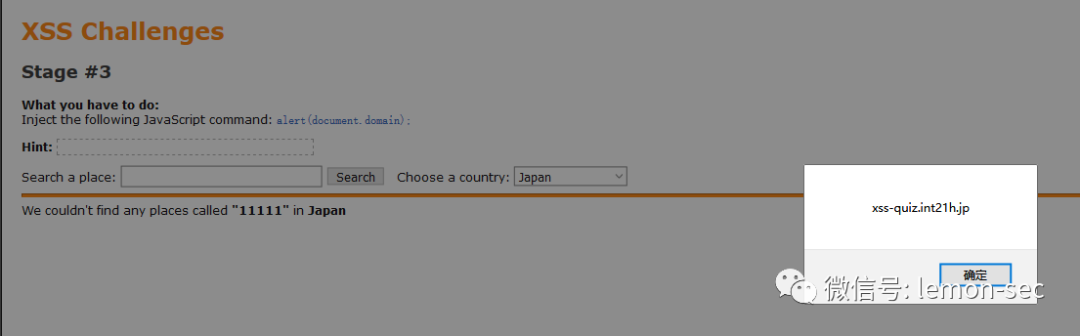 XSS Challenges
Stage #3
What you have to do:
Inject the following JavaScript command: alert(document.domain);
Hint:
Search a place: Search Choose a country: Japan
We couldn't find any places called "11111" in Japan
xss-quiz.int21h.jp
确定
微信号: lemon-sec